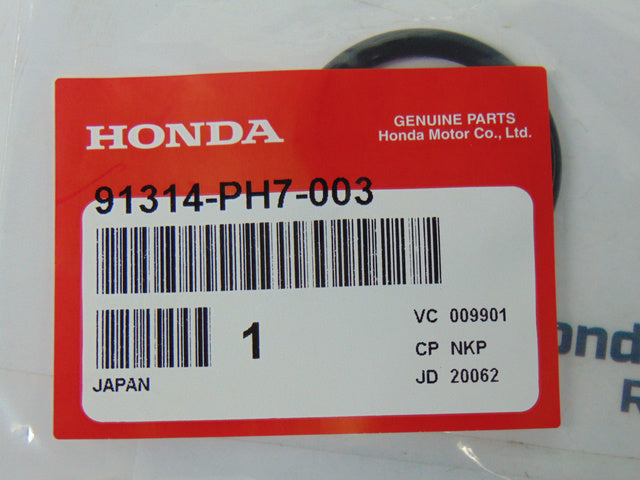 HONDA
GENUINE PARTS
Honda Motor Co., Ltd.
91314-PH7-003
1
VC 009901
CP NKP
JD 20062
JAPAN